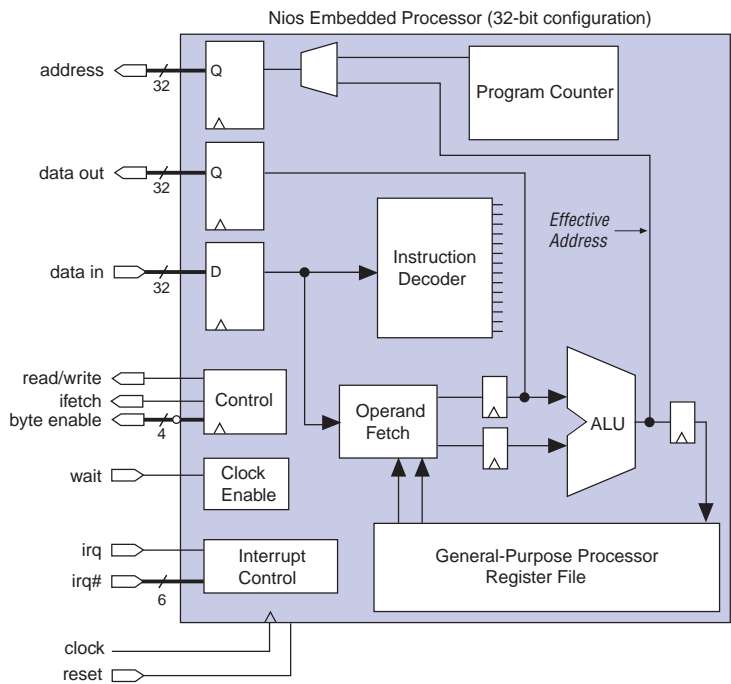 Nios Embedded Processor (32-bit configuration)
address
32
Q
Program Counter
data out
32
Q
Effective
Address
data in
32
D
Instruction
Decoder
read/write
ifetch
byte enable
4
Control
Operand
Fetch
ALU
wait
Clock
Enable
irq
irq#
6
Interrupt
Control
General-Purpose Processor
Register File
clock
reset